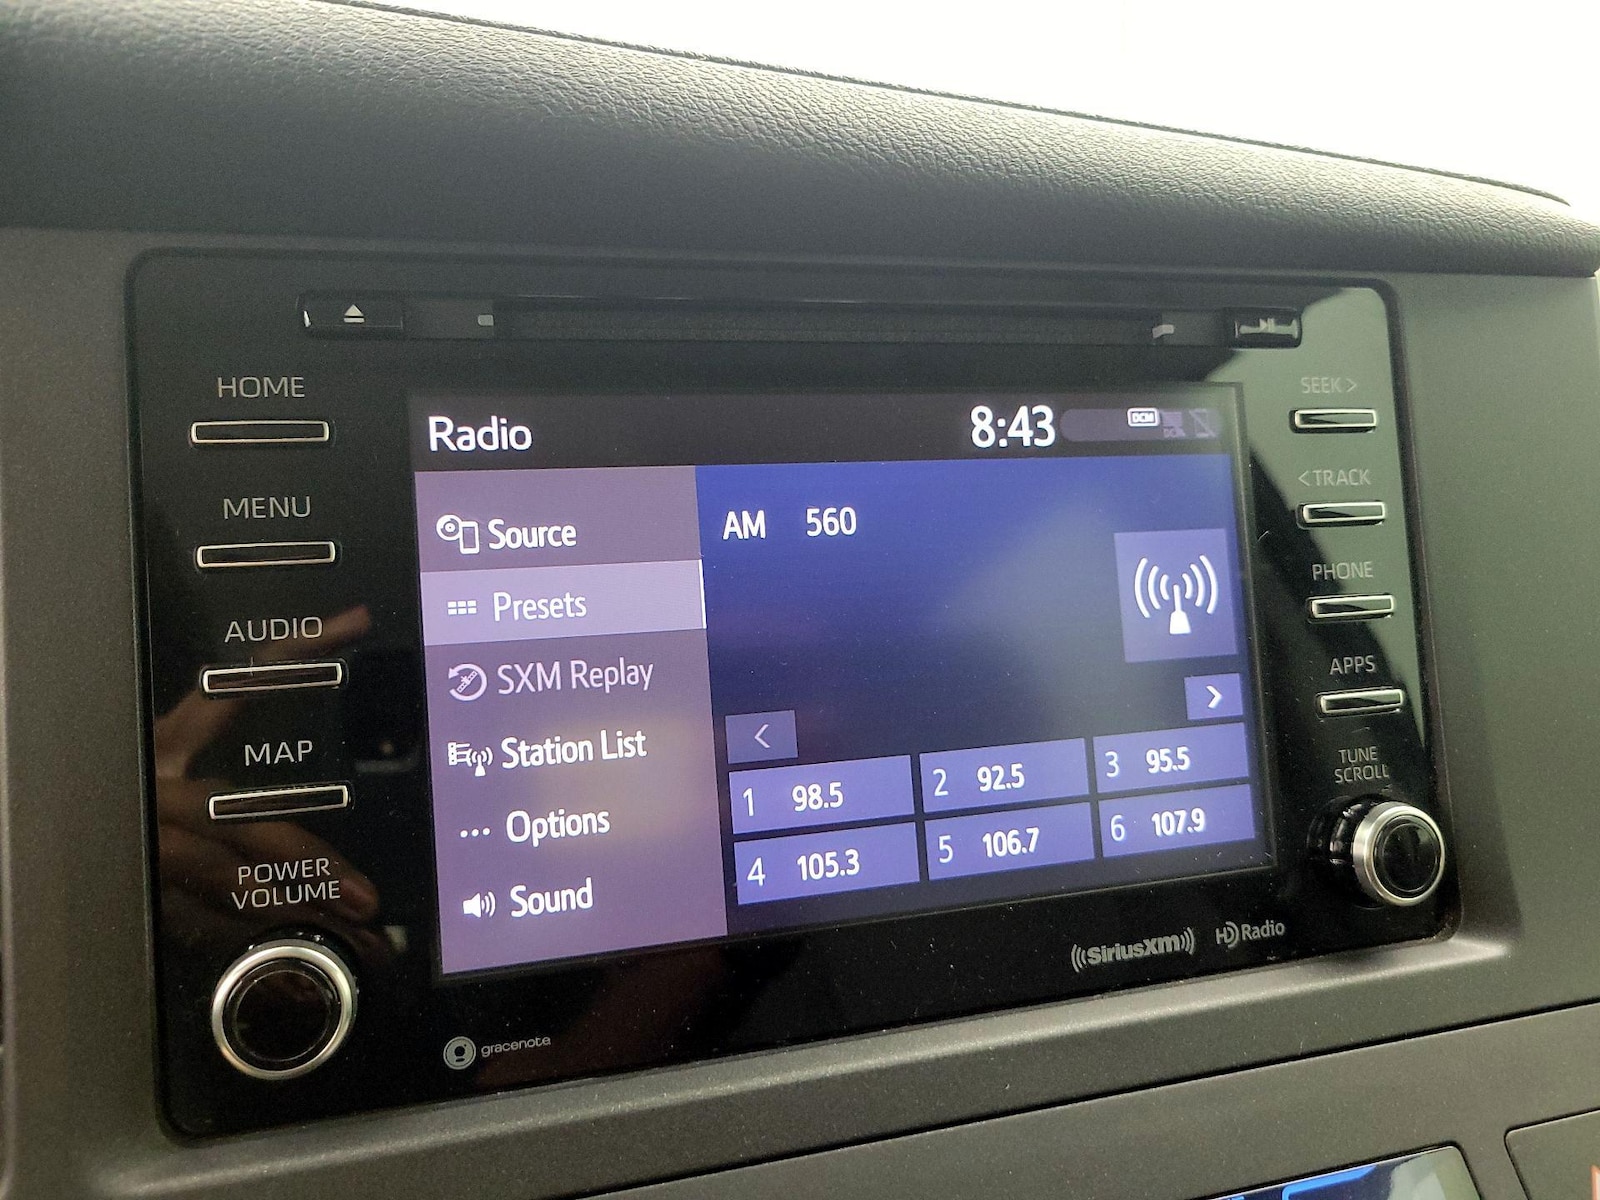 HOME
MENU
AUDIO
MAP
POWER
VOLUME
Radio
8:43
DCM
Source
Presets
SXM Replay
Station List
Options
Sound
AM 560
1 98.5
2 92.5
3 95.5
4 105.3
5 106.7
6 107.9
SEEK >
< TRACK
PHONE
APPS
TUNE
SCROLL
gracenote
((SiriusXM))
HD Radio